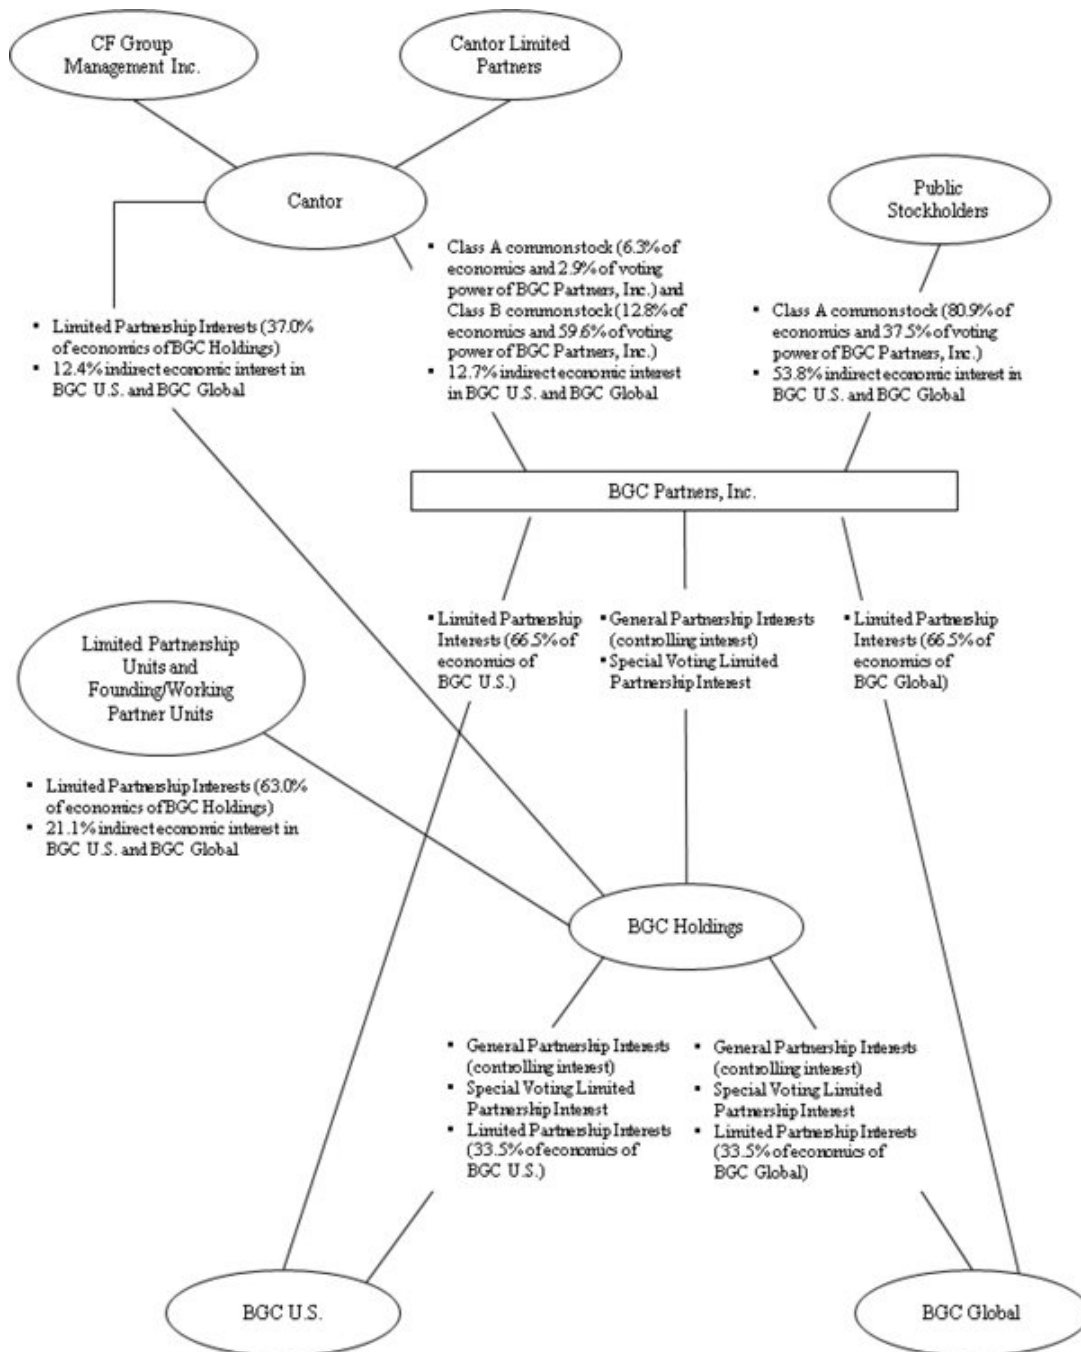 CF Group
Management Inc.
Cantor Limited
Partners
Cantor
Public
Stockholders
▪ Class A common stock (6.3% of
economics and 2.9% of voting
power of BGC Partners, Inc.) and
Class B common stock (12.8% of
economics and 59.6% of voting
power of BGC Partners, Inc.)
▪ 12.7% indirect economic interest
in BGC U.S. and BGC Global
▪ Class A common stock (80.9% of
economics and 37.5% of voting
power of BGC Partners, Inc.)
▪ 53.8% indirect economic interest in
BGC U.S. and BGC Global
▪ Limited Partnership Interests (37.0%
of economics of BGC Holdings)
▪ 12.4% indirect economic interest in
BGC U.S. and BGC Global
BGC Partners, Inc.
▪ Limited Partnership
Interests (66.5% of
economics of
BGC U.S.)
▪ General Partnership Interests
(controlling interest)
▪ Special Voting Limited
Partnership Interest
▪ Limited Partnership
Interests (66.5% of
economics of
BGC Global)
Limited Partnership
Units and
Founding/Working
Partner Units
▪ Limited Partnership Interests (63.0%
of economics of BGC Holdings)
▪ 21.1% indirect economic interest in
BGC U.S. and BGC Global
BGC Holdings
▪ General Partnership Interests
(controlling interest)
▪ Special Voting Limited
Partnership Interest
▪ Limited Partnership Interests
(33.5% of economics of
BGC U.S.)
▪ General Partnership Interests
(controlling interest)
▪ Special Voting Limited
Partnership Interest
▪ Limited Partnership Interests
(33.5% of economics of
BGC Global)
BGC U.S.
BGC Global